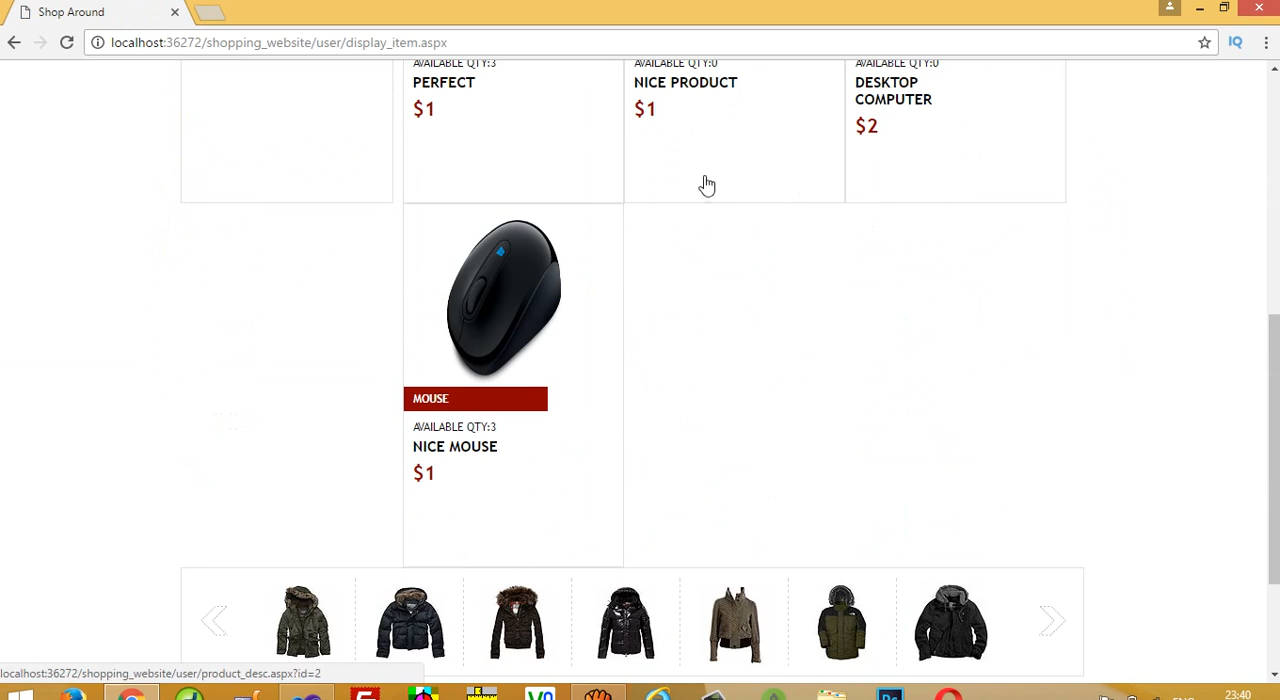 Shop Around
localhost:36272/shopping_website/user/display_item.aspx
IQ
AVAILABLE QTY:3
PERFECT
$1
AVAILABLE QTY:0
NICE PRODUCT
$1
AVAILABLE QTY:0
DESKTOP
COMPUTER
$2
MOUSE
AVAILABLE QTY:3
NICE MOUSE
$1
localhost:36272/shopping_website/user/product_desc.aspx?id=2
23:40